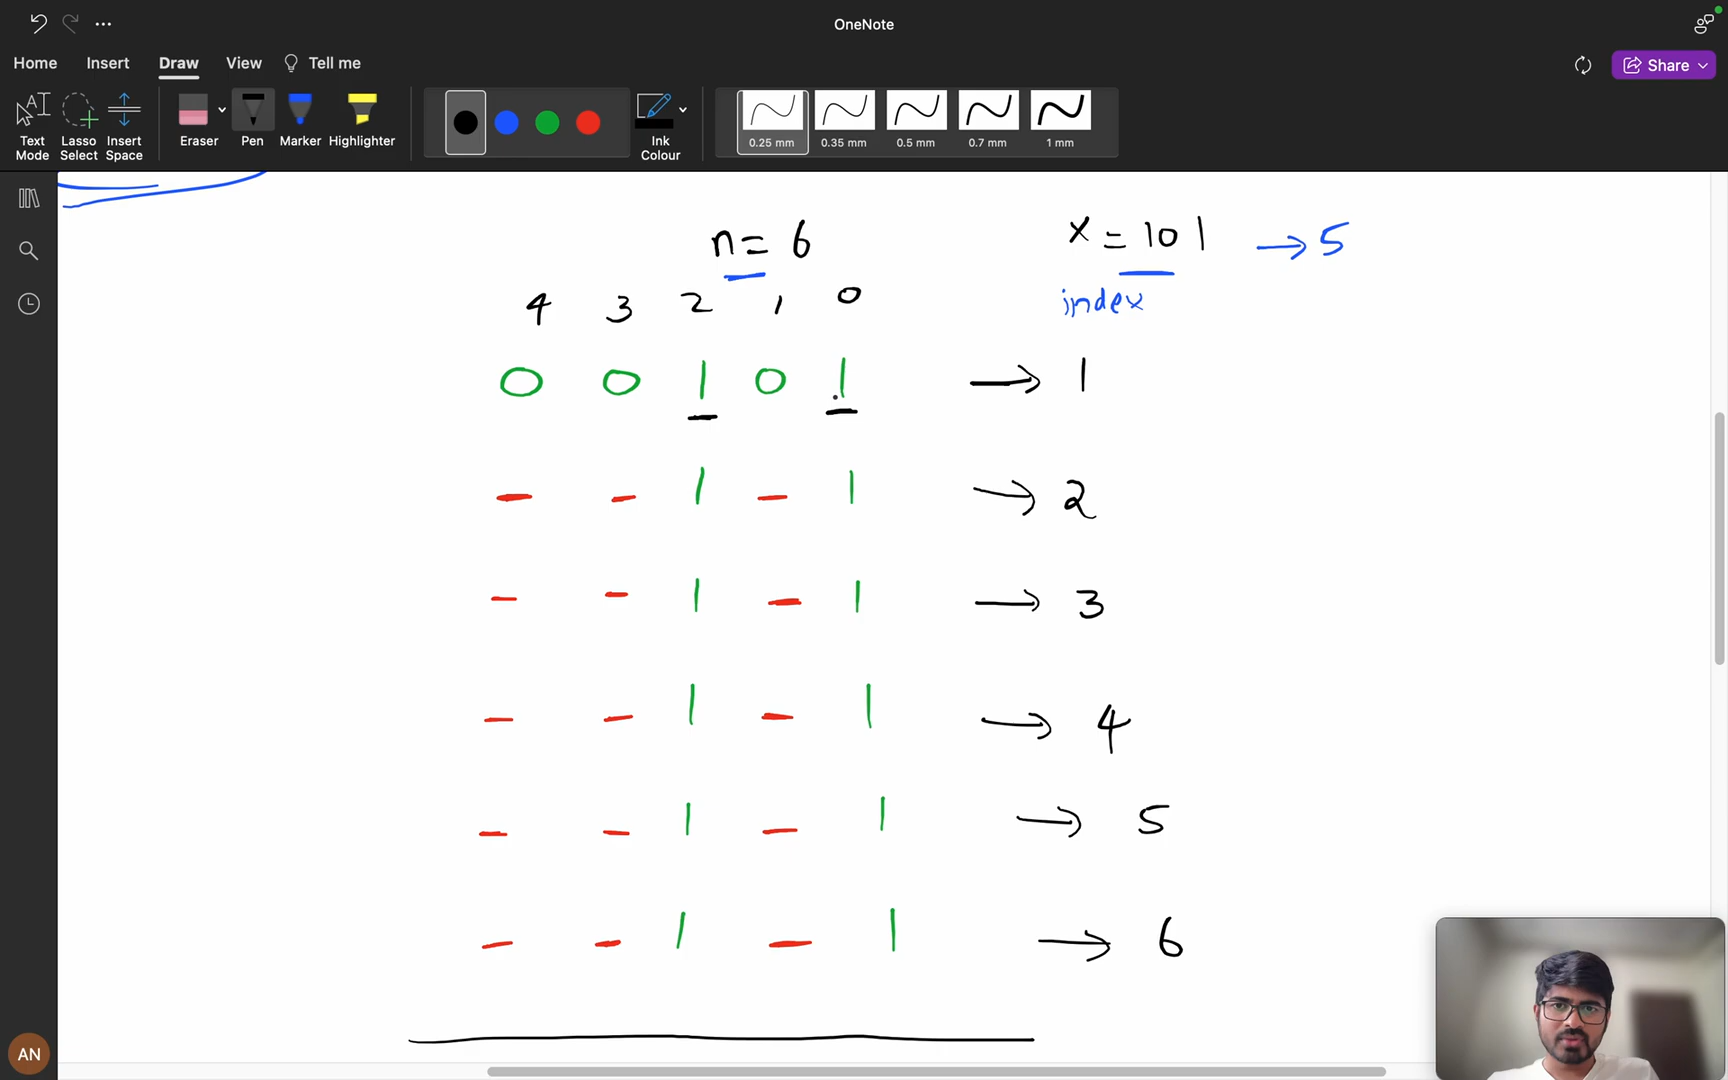 OneNote
Home Insert Draw View Tell me
Share
Text Mode
Lasso Select
Insert Space
Eraser
Pen
Marker
Highlighter
Ink Colour
0.25 mm
0.35 mm
0.5 mm
0.7 mm
1 mm
n = 6
x = 101 → 5
index
4 3 2 1 0
0 0 1 0 1 → 1
- - 1 - 1 → 2
- - 1 - 1 → 3
- - 1 - 1 → 4
- - 1 - 1 → 5
- - 1 - 1 → 6
AN